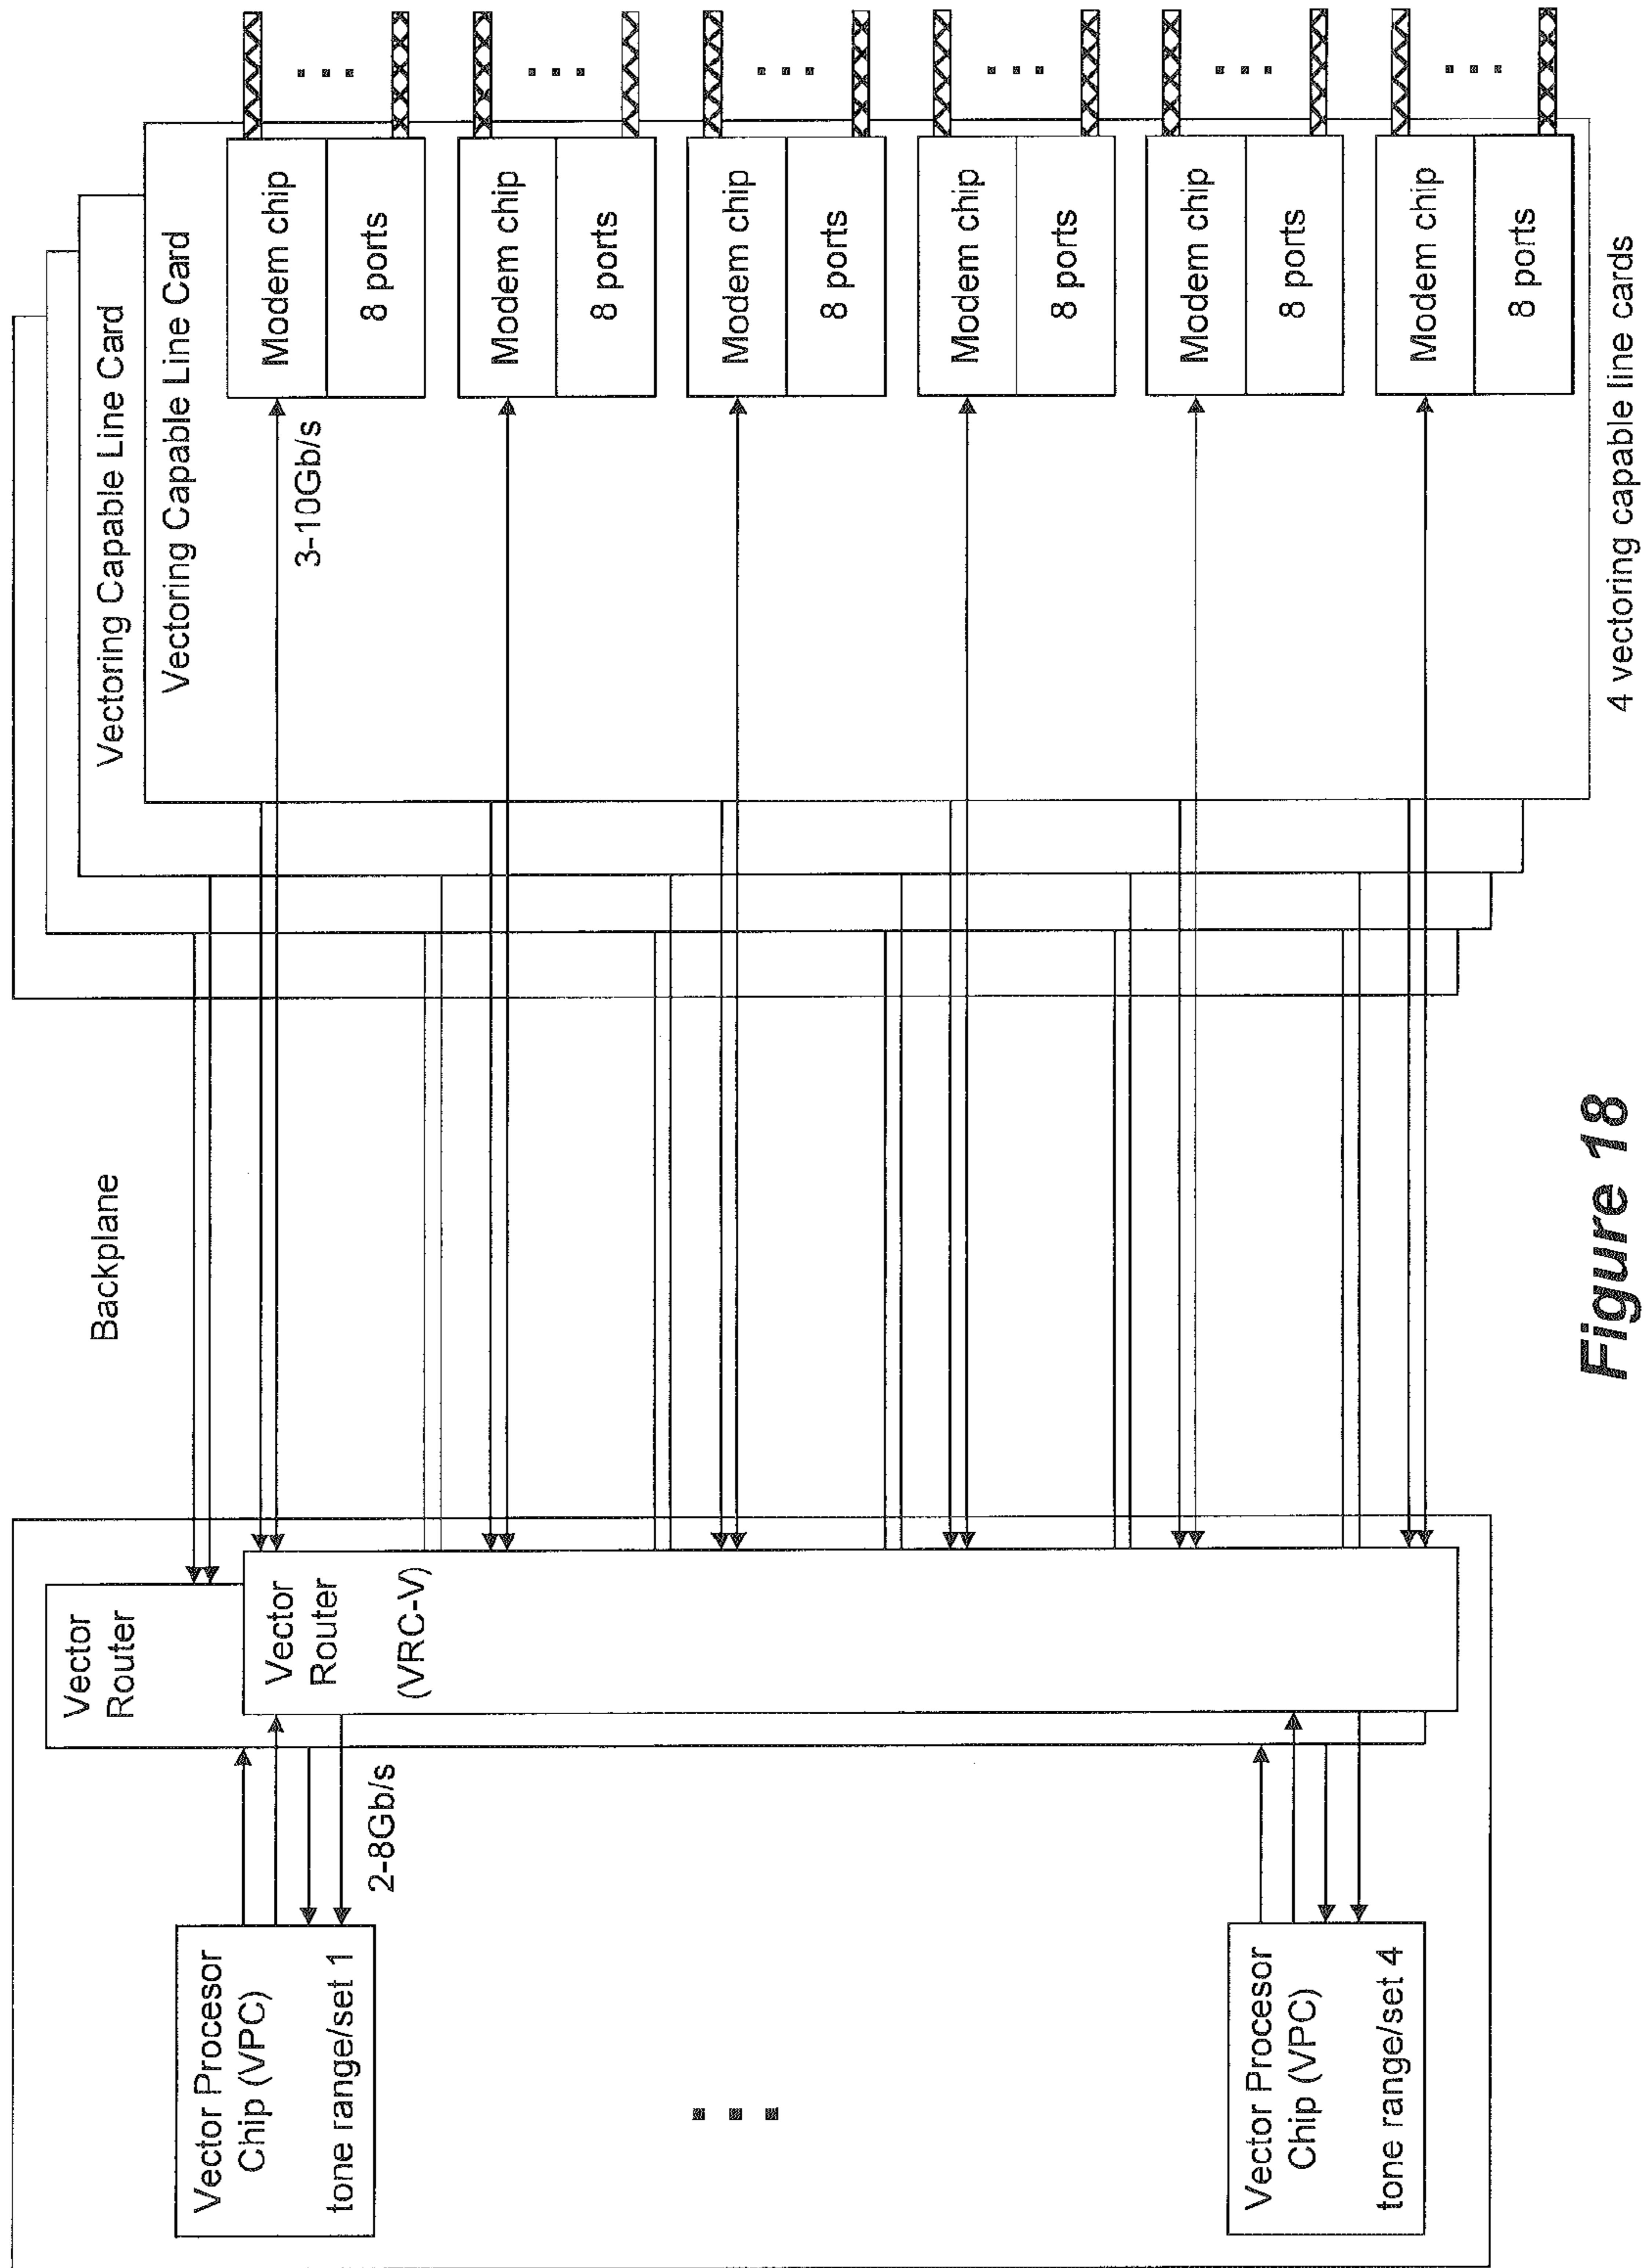 Backplane
Vectoring Capable Line Card
Vectoring Capable Line Card
Vector
Router
Vector
Router
(VRC-V)
Vector Procesor
Chip (VPC)
tone range/set 1
2-8Gb/s
3-10Gb/s
Modem chip
8 ports
...
Modem chip
8 ports
...
Modem chip
8 ports
...
Modem chip
8 ports
...
Modem chip
8 ports
...
Modem chip
8 ports
...
...
Vector Procesor
Chip (VPC)
tone range/set 4
4 vectoring capable line cards
Figure 18